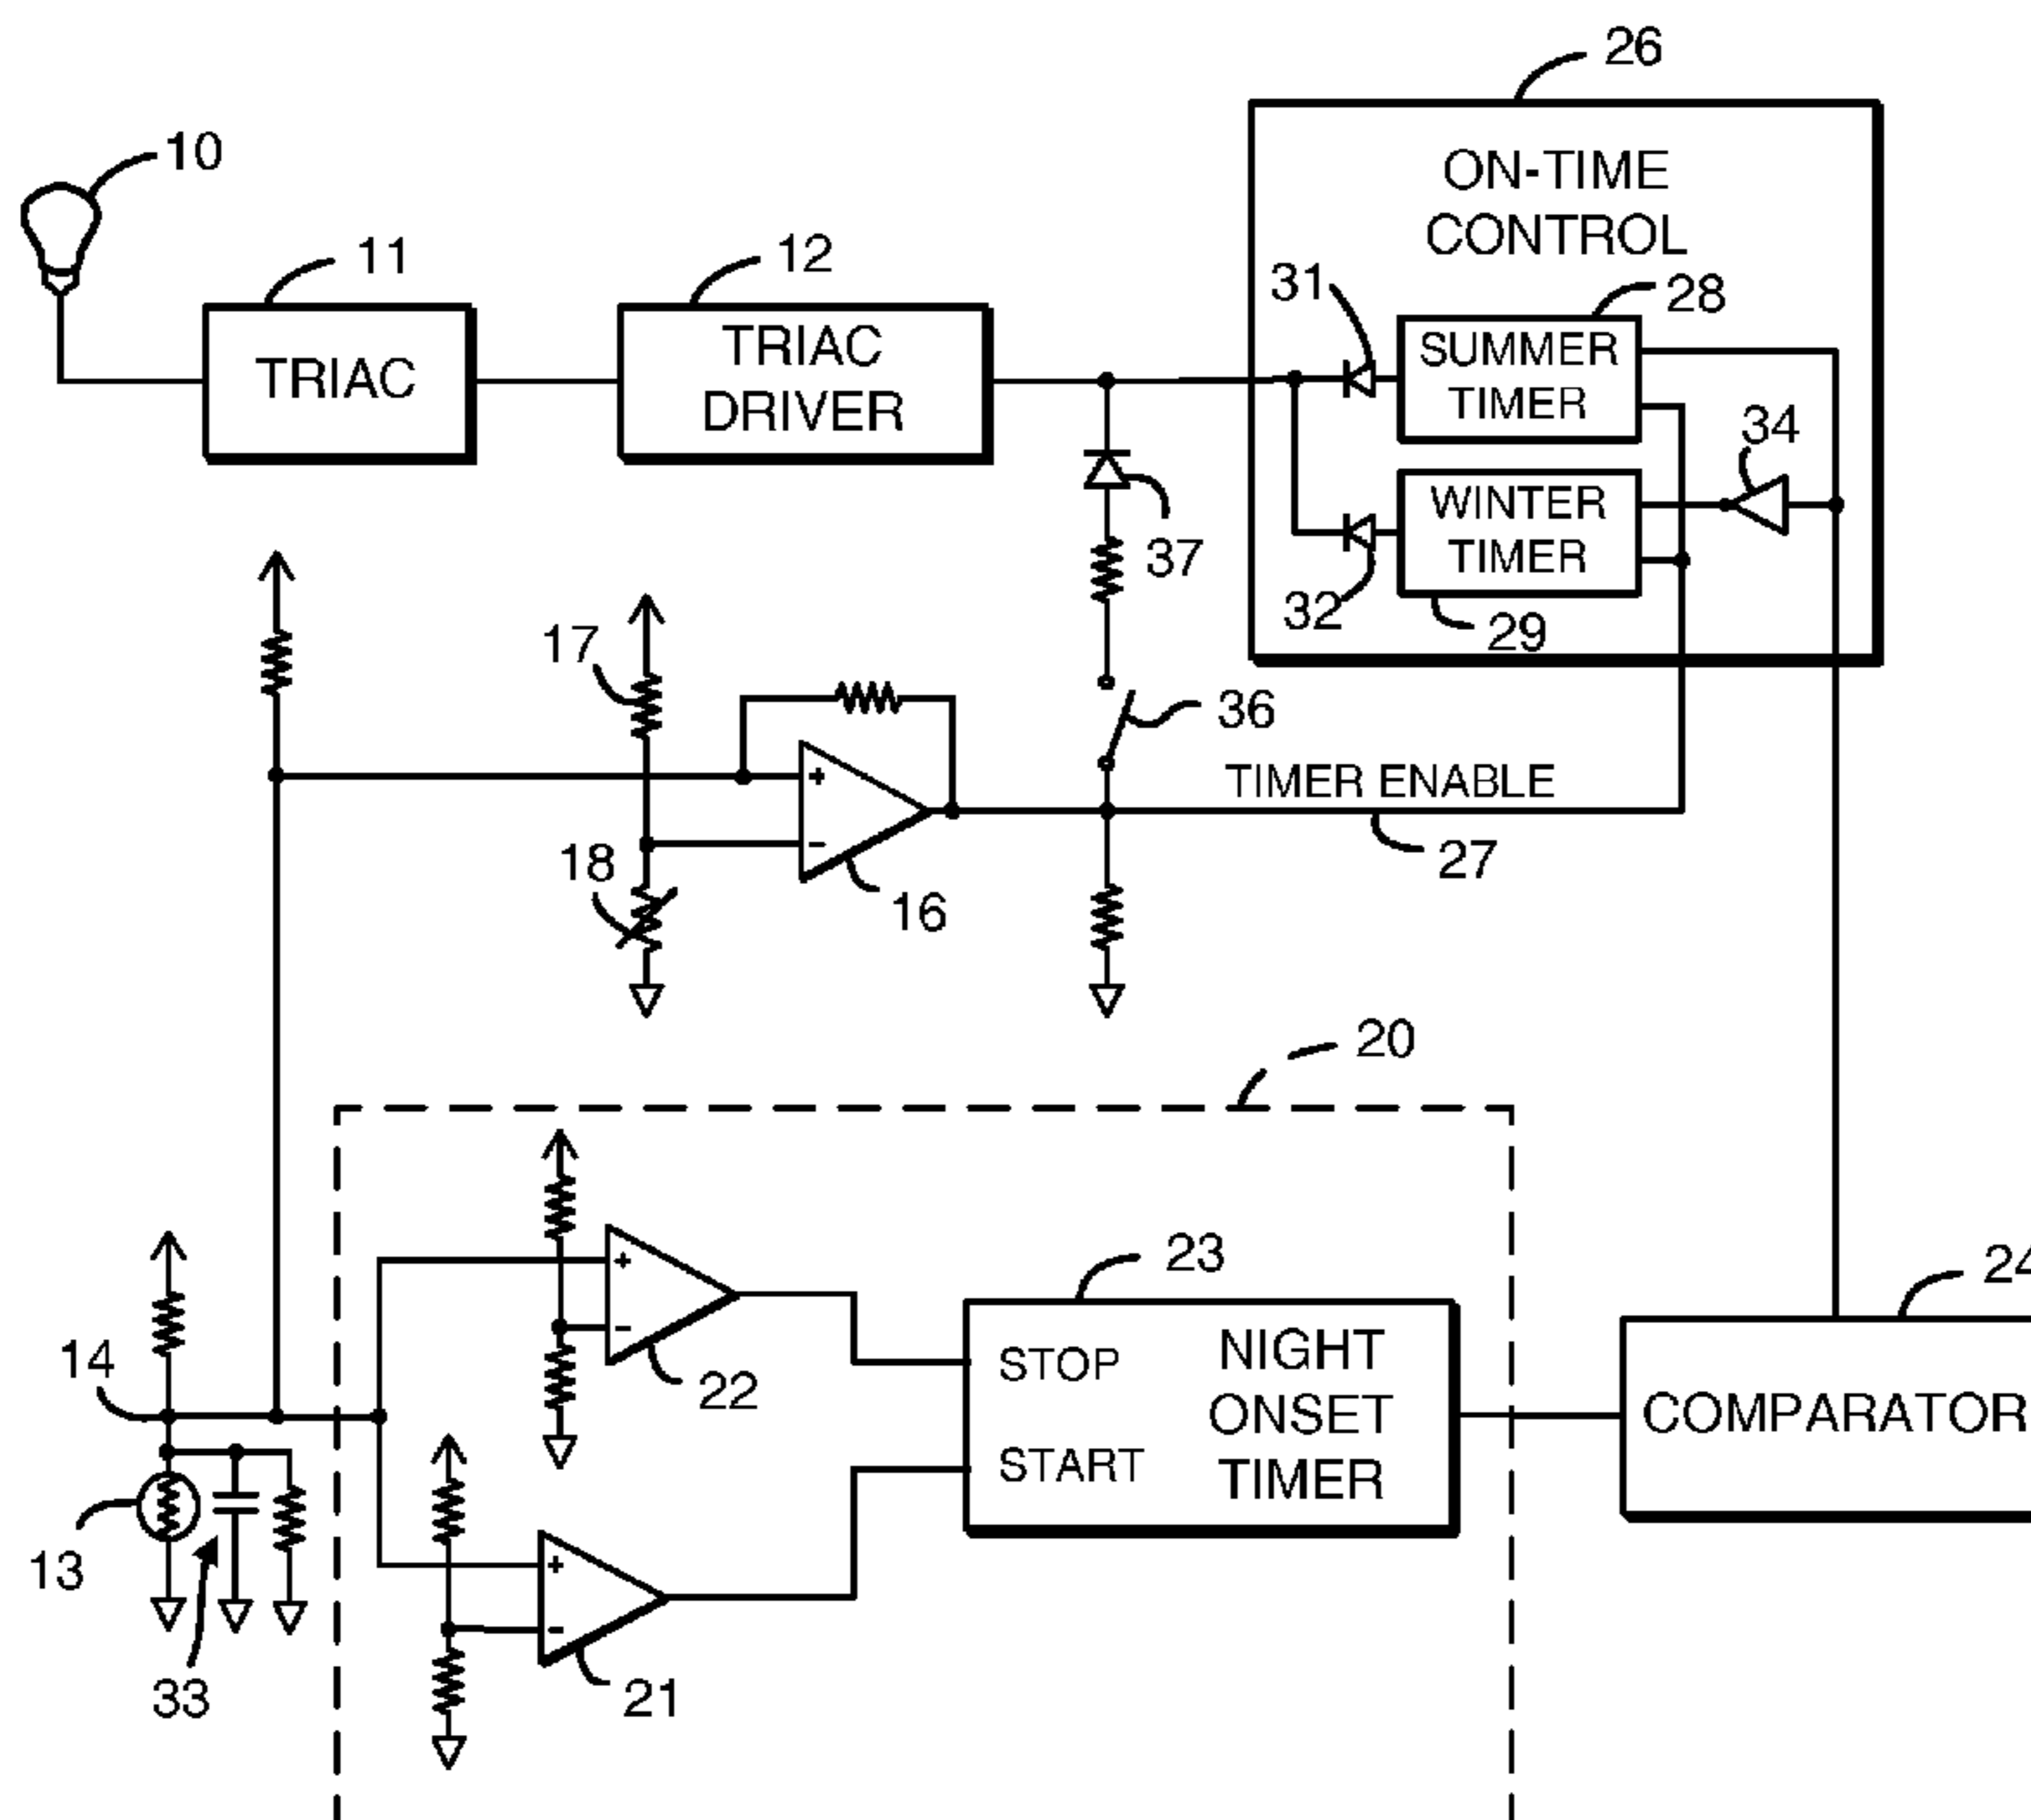 26
10
ON-TIME
CONTROL
11
12
31
28
TRIAC
TRIAC
DRIVER
SUMMER
TIMER
34
WINTER
TIMER
37
32
29
17
36
+
-
TIMER ENABLE
27
18
16
20
23
+
-
STOP
START
NIGHT
ONSET
TIMER
24
COMPARATOR
14
22
13
33
+
-
21